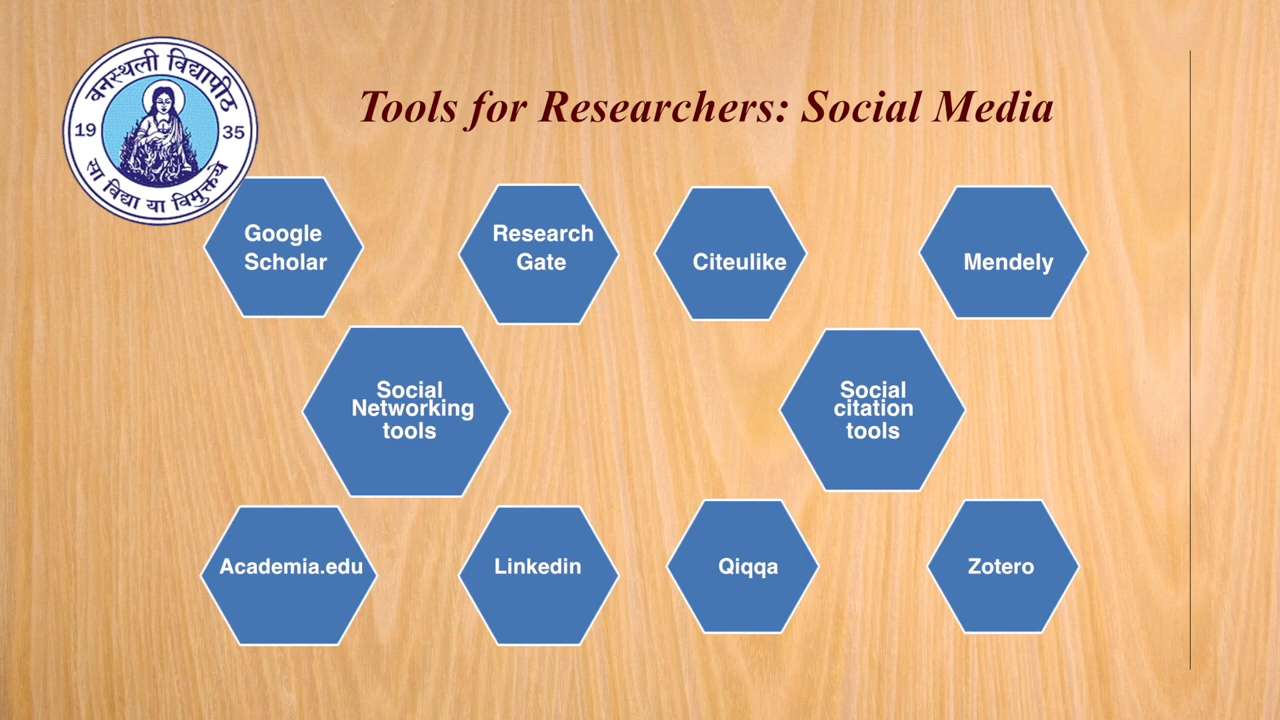 वनस्थली विद्यापीठ
19 35
सा विद्या या विमुक्तये
Tools for Researchers: Social Media
Google
Scholar
Research
Gate
Citeulike
Mendely
Social
Networking
tools
Social
citation
tools
Academia.edu
Linkedin
Qiqqa
Zotero